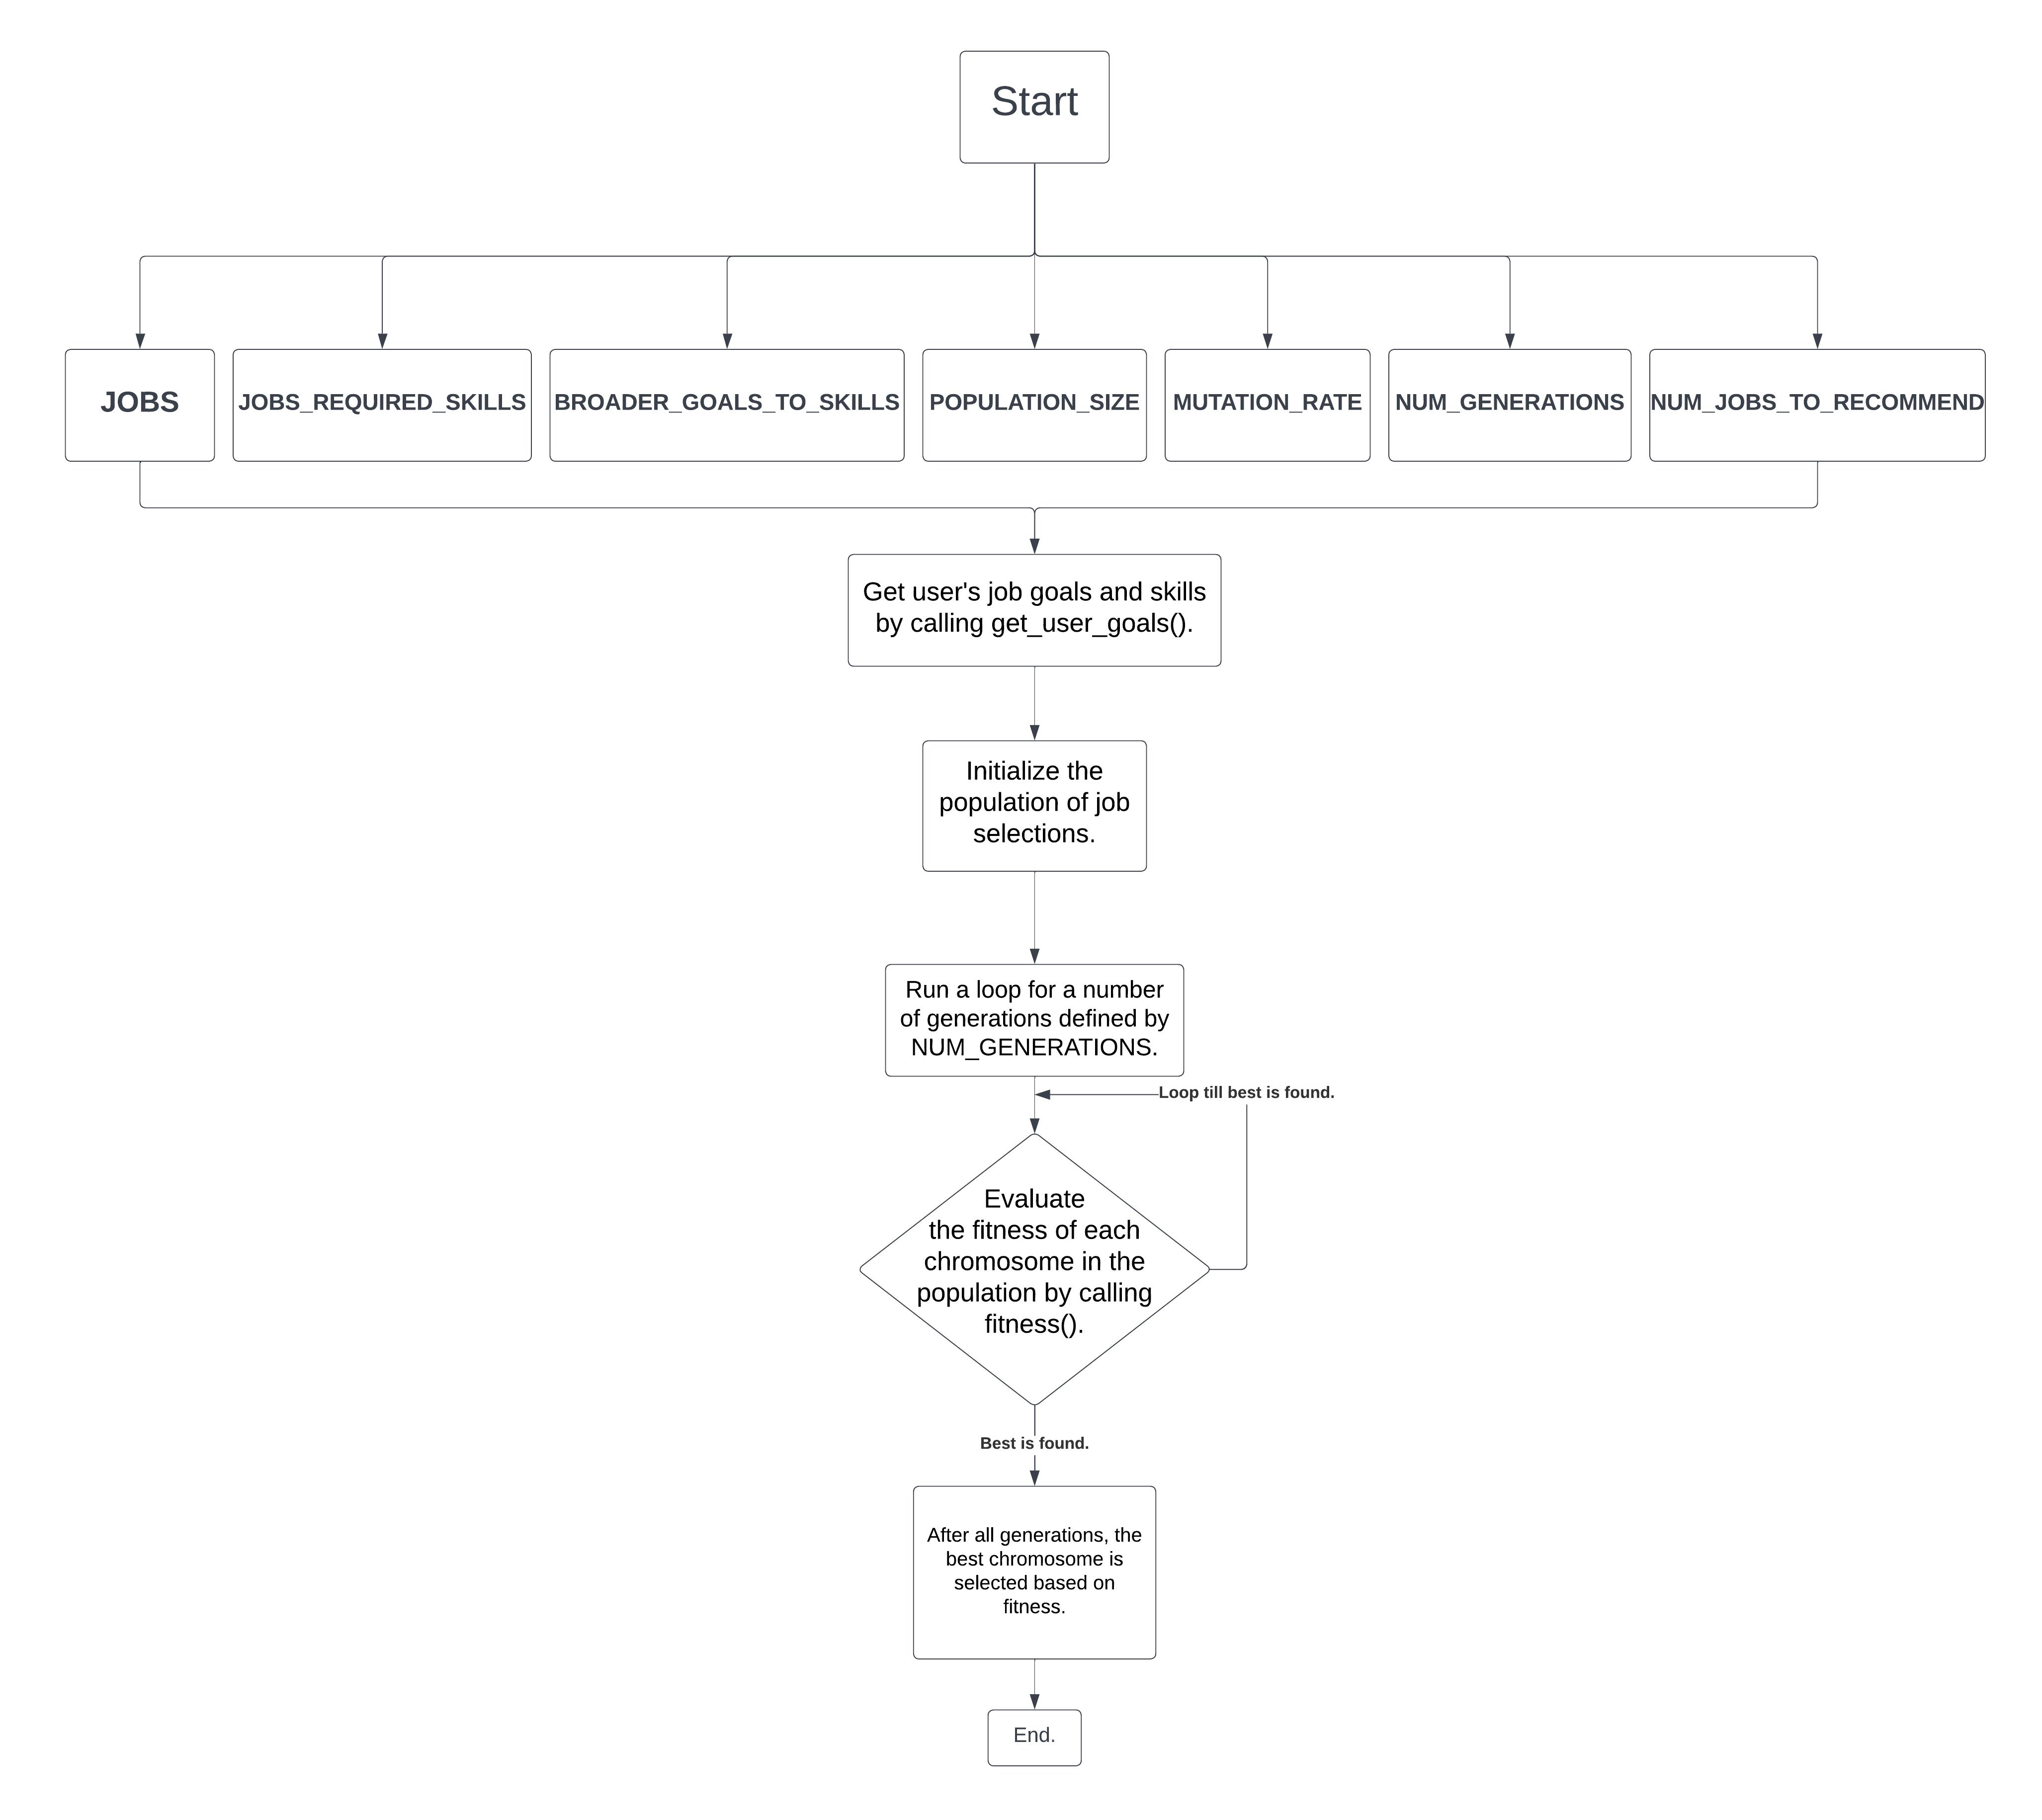 Start
JOBS
JOBS_REQUIRED_SKILLS
BROADER_GOALS_TO_SKILLS
POPULATION_SIZE
MUTATION_RATE
NUM_GENERATIONS
NUM_JOBS_TO_RECOMMEND
Get user's job goals and skills
by calling get_user_goals().
Initialize the
population of job
selections.
Run a loop for a number
of generations defined by
NUM_GENERATIONS.
Loop till best is found.
Evaluate
the fitness of each
chromosome in the
population by calling
fitness().
Best is found.
After all generations, the
best chromosome is
selected based on
fitness.
End.